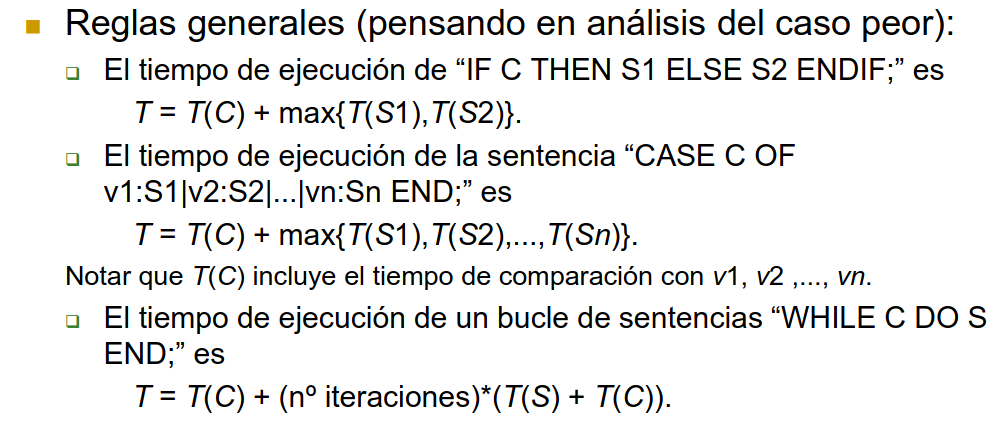 Reglas generales (pensando en análisis del caso peor):
El tiempo de ejecución de “IF C THEN S1 ELSE S2 ENDIF;” es
T = T(C) + max{T(S1),T(S2)}.
El tiempo de ejecución de la sentencia “CASE C OF
v1:S1|v2:S2|...|vn:Sn END;” es
T = T(C) + max{T(S1),T(S2),...,T(Sn)}.
Notar que T(C) incluye el tiempo de comparación con v1, v2 ,..., vn.
El tiempo de ejecución de un bucle de sentencias “WHILE C DO S
END;” es
T = T(C) + (nº iteraciones)*(T(S) + T(C)).